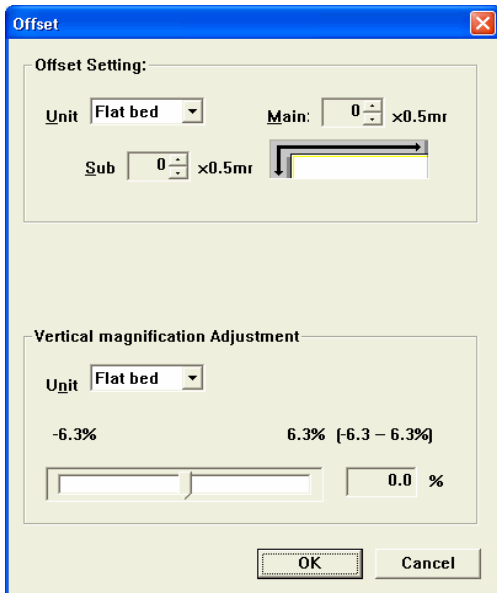 Offset
Offset Setting:
Unit Flat bed Main: 0 ×0.5mr
Sub 0 ×0.5mr
Vertical magnification Adjustment
Unit Flat bed
-6.3% 6.3% (-6.3 – 6.3%)
0.0 %
OK Cancel